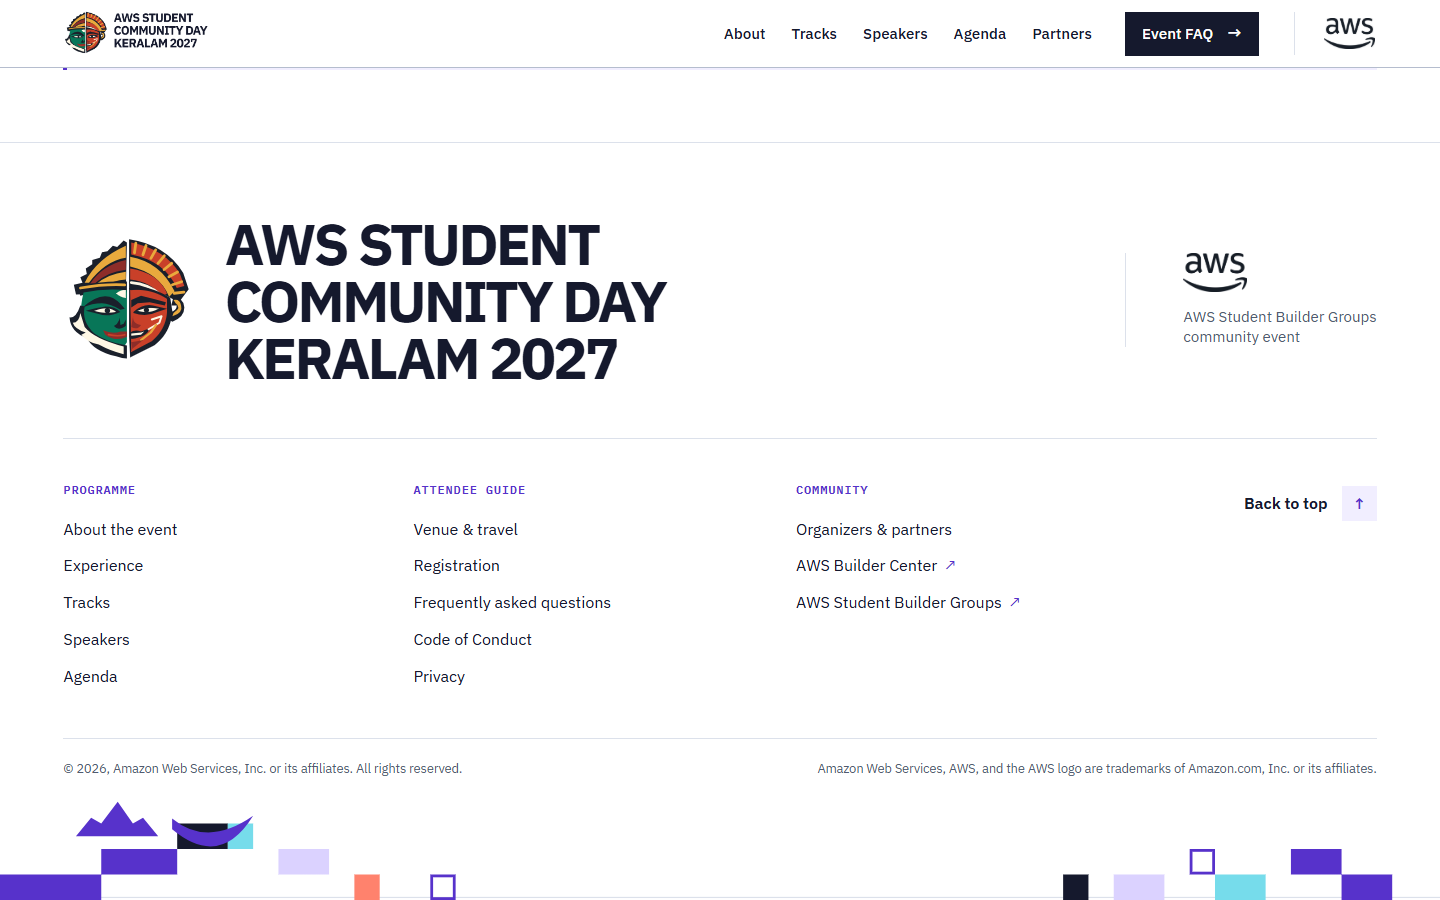 AWS STUDENT
COMMUNITY DAY
KERALAM 2027
About
Tracks
Speakers
Agenda
Partners
Event FAQ →
aws
AWS STUDENT
COMMUNITY DAY
KERALAM 2027
aws
AWS Student Builder Groups
community event
PROGRAMME
About the event
Experience
Tracks
Speakers
Agenda
ATTENDEE GUIDE
Venue & travel
Registration
Frequently asked questions
Code of Conduct
Privacy
COMMUNITY
Organizers & partners
AWS Builder Center ↗
AWS Student Builder Groups ↗
Back to top ↑
© 2026, Amazon Web Services, Inc. or its affiliates. All rights reserved.
Amazon Web Services, AWS, and the AWS logo are trademarks of Amazon.com, Inc. or its affiliates.